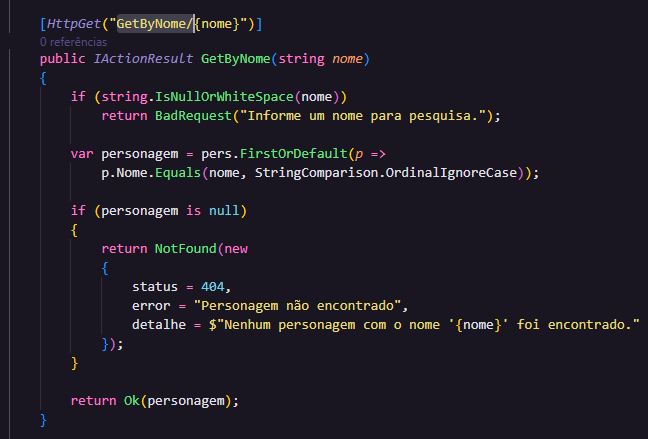 [HttpGet("GetByNome/{nome}")]
0 referências
public IActionResult GetByNome(string nome)
{
if (string.IsNullOrWhiteSpace(nome))
return BadRequest("Informe um nome para pesquisa.");
var personagem = pers.FirstOrDefault(p =>
p.Nome.Equals(nome, StringComparison.OrdinalIgnoreCase));
if (personagem is null)
{
return NotFound(new
{
status = 404,
error = "Personagem não encontrado",
detalhe = $"Nenhum personagem com o nome '{nome}' foi encontrado."
});
}
return Ok(personagem);
}